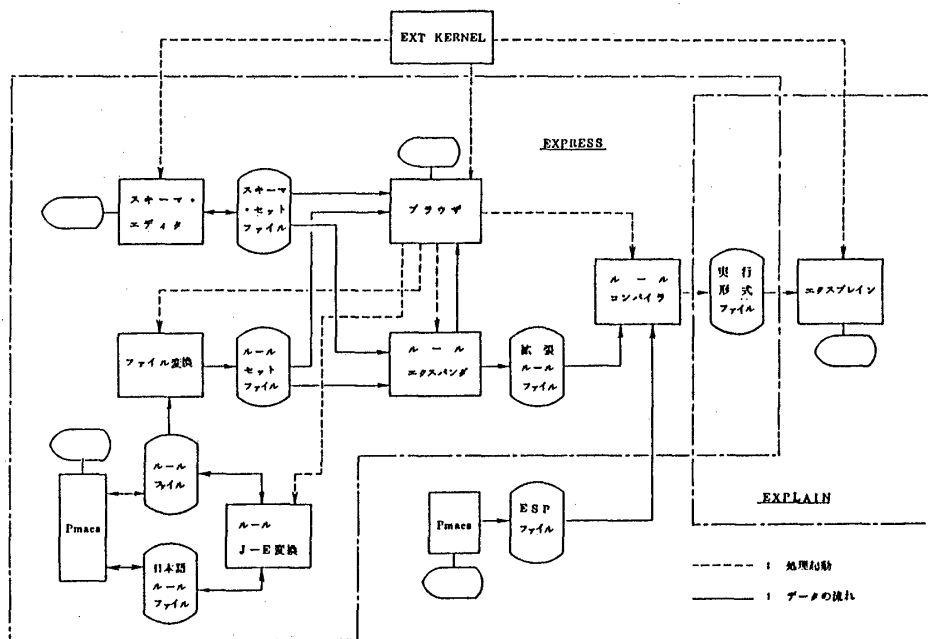 EXT KERNEL
EXPRESS
スキーマ・
エディタ
スキーマ
・セット
ファイル
ブラウザ
ルール
コンパイラ
実行
形式
ファイル
エクスプレイン
ファイル変換
ルール
セット
ファイル
ルール
エクスパンダ
拡張
ルール
ファイル
ルール
ファイル
Pmacs
ルール
J－E変換
日本語
ルール
ファイル
Pmacs
ESP
ファイル
EXPLAIN
： 処理起動
： データの流れ